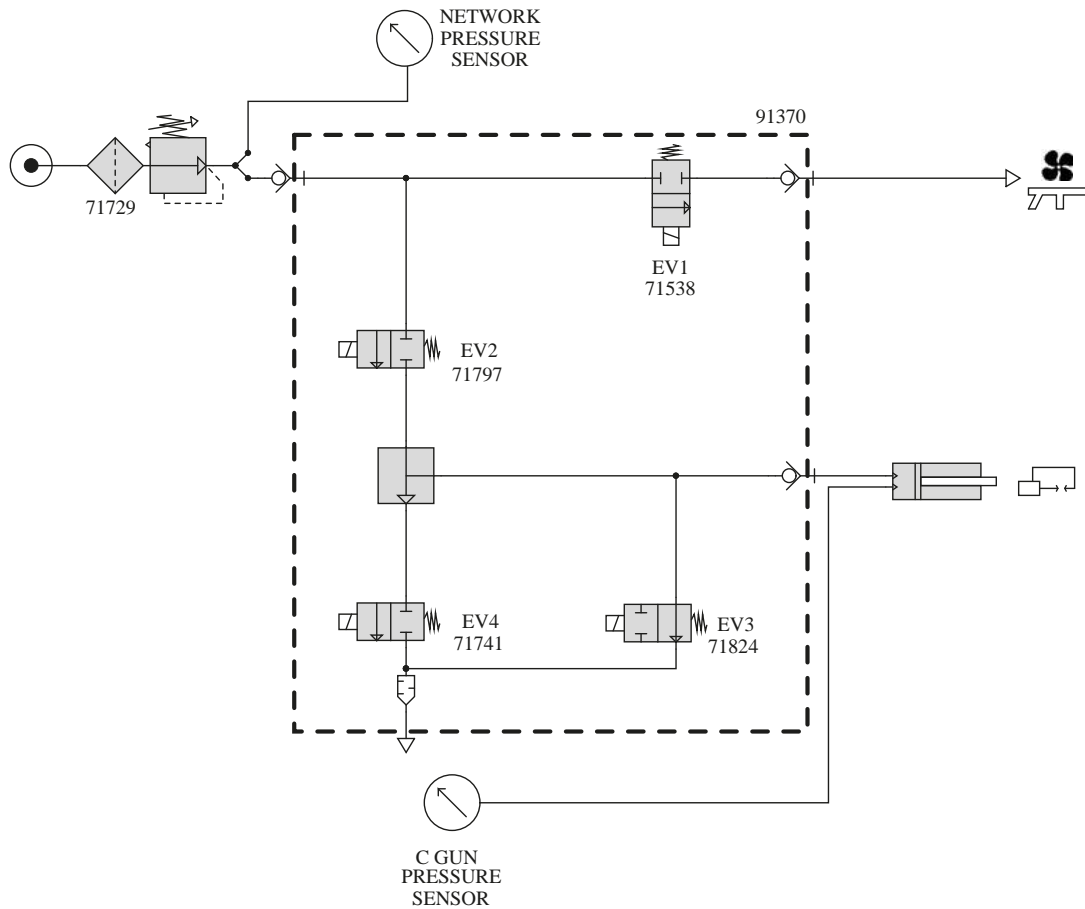 NETWORK
PRESSURE
SENSOR
91370
71729
EV1
71538
EV2
71797
EV4
71741
EV3
71824
C GUN
PRESSURE
SENSOR